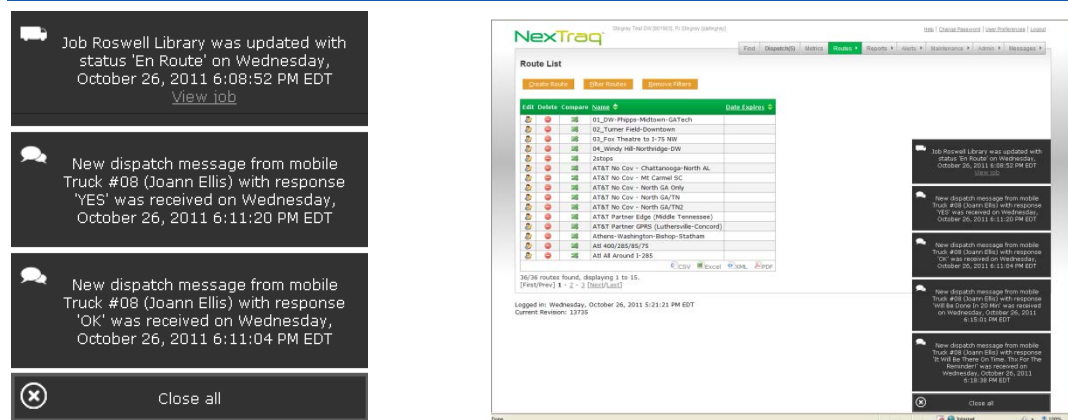 Job Roswell Library was updated with
status 'En Route' on Wednesday,
October 26, 2011 6:08:52 PM EDT
View job
New dispatch message from mobile
Truck #08 (Joann Ellis) with response
'YES' was received on Wednesday,
October 26, 2011 6:11:20 PM EDT
New dispatch message from mobile
Truck #08 (Joann Ellis) with response
'OK' was received on Wednesday,
October 26, 2011 6:11:04 PM EDT
Close all
NexTraq
Help | Change Password | User Preferences | Logout
Find Dispatch(5) Metrics Routes Reports Alerts Maintenance Admin Messages
Route List
Create Route Filter Routes Remove Filters
Edit Delete Compare Name Date Expires
01_DW-Phipps-Midtown-GATech
02_Turner Field-Downtown
03_Fox Theatre to I-75 NW
04_Windy Hill-Northridge-DW
2stops
AT&T No Cov - Chattanooga-North AL
AT&T No Cov - Mt Carmel SC
AT&T No Cov - North GA Only
AT&T No Cov - North GA/TN
AT&T No Cov - North GA/TN2
AT&T Partner Edge (Middle Tennessee)
AT&T Partner GPRS (Luthersville-Concord)
Athens-Washington-Bishop-Statham
Atl 400/285/85/75
Atl All Around I-285
CSV Excel XML PDF
36/36 routes found, displaying 1 to 15.
[First/Prev] 1 - 2 - 3 [Next/Last]
Logged in: Wednesday, October 26, 2011 5:21:21 PM EDT
Current Revision: 13735
Job Roswell Library was updated with
status 'En Route' on Wednesday,
October 26, 2011 6:08:52 PM EDT
View job
New dispatch message from mobile
Truck #08 (Joann Ellis) with response
'YES' was received on Wednesday,
October 26, 2011 6:11:20 PM EDT
New dispatch message from mobile
Truck #08 (Joann Ellis) with response
'OK' was received on Wednesday,
October 26, 2011 6:11:04 PM EDT
New dispatch message from mobile
Truck #08 (Joann Ellis) with response
'Will Be Done In 20 Min' was received
on Wednesday, October 26, 2011
6:15:01 PM EDT
New dispatch message from mobile
Truck #08 (Joann Ellis) with response
'It Will Be There On Time. Thx For The
Reminder!' was received on
Wednesday, October 26, 2011
6:18:38 PM EDT
Close all
Done Internet 100%